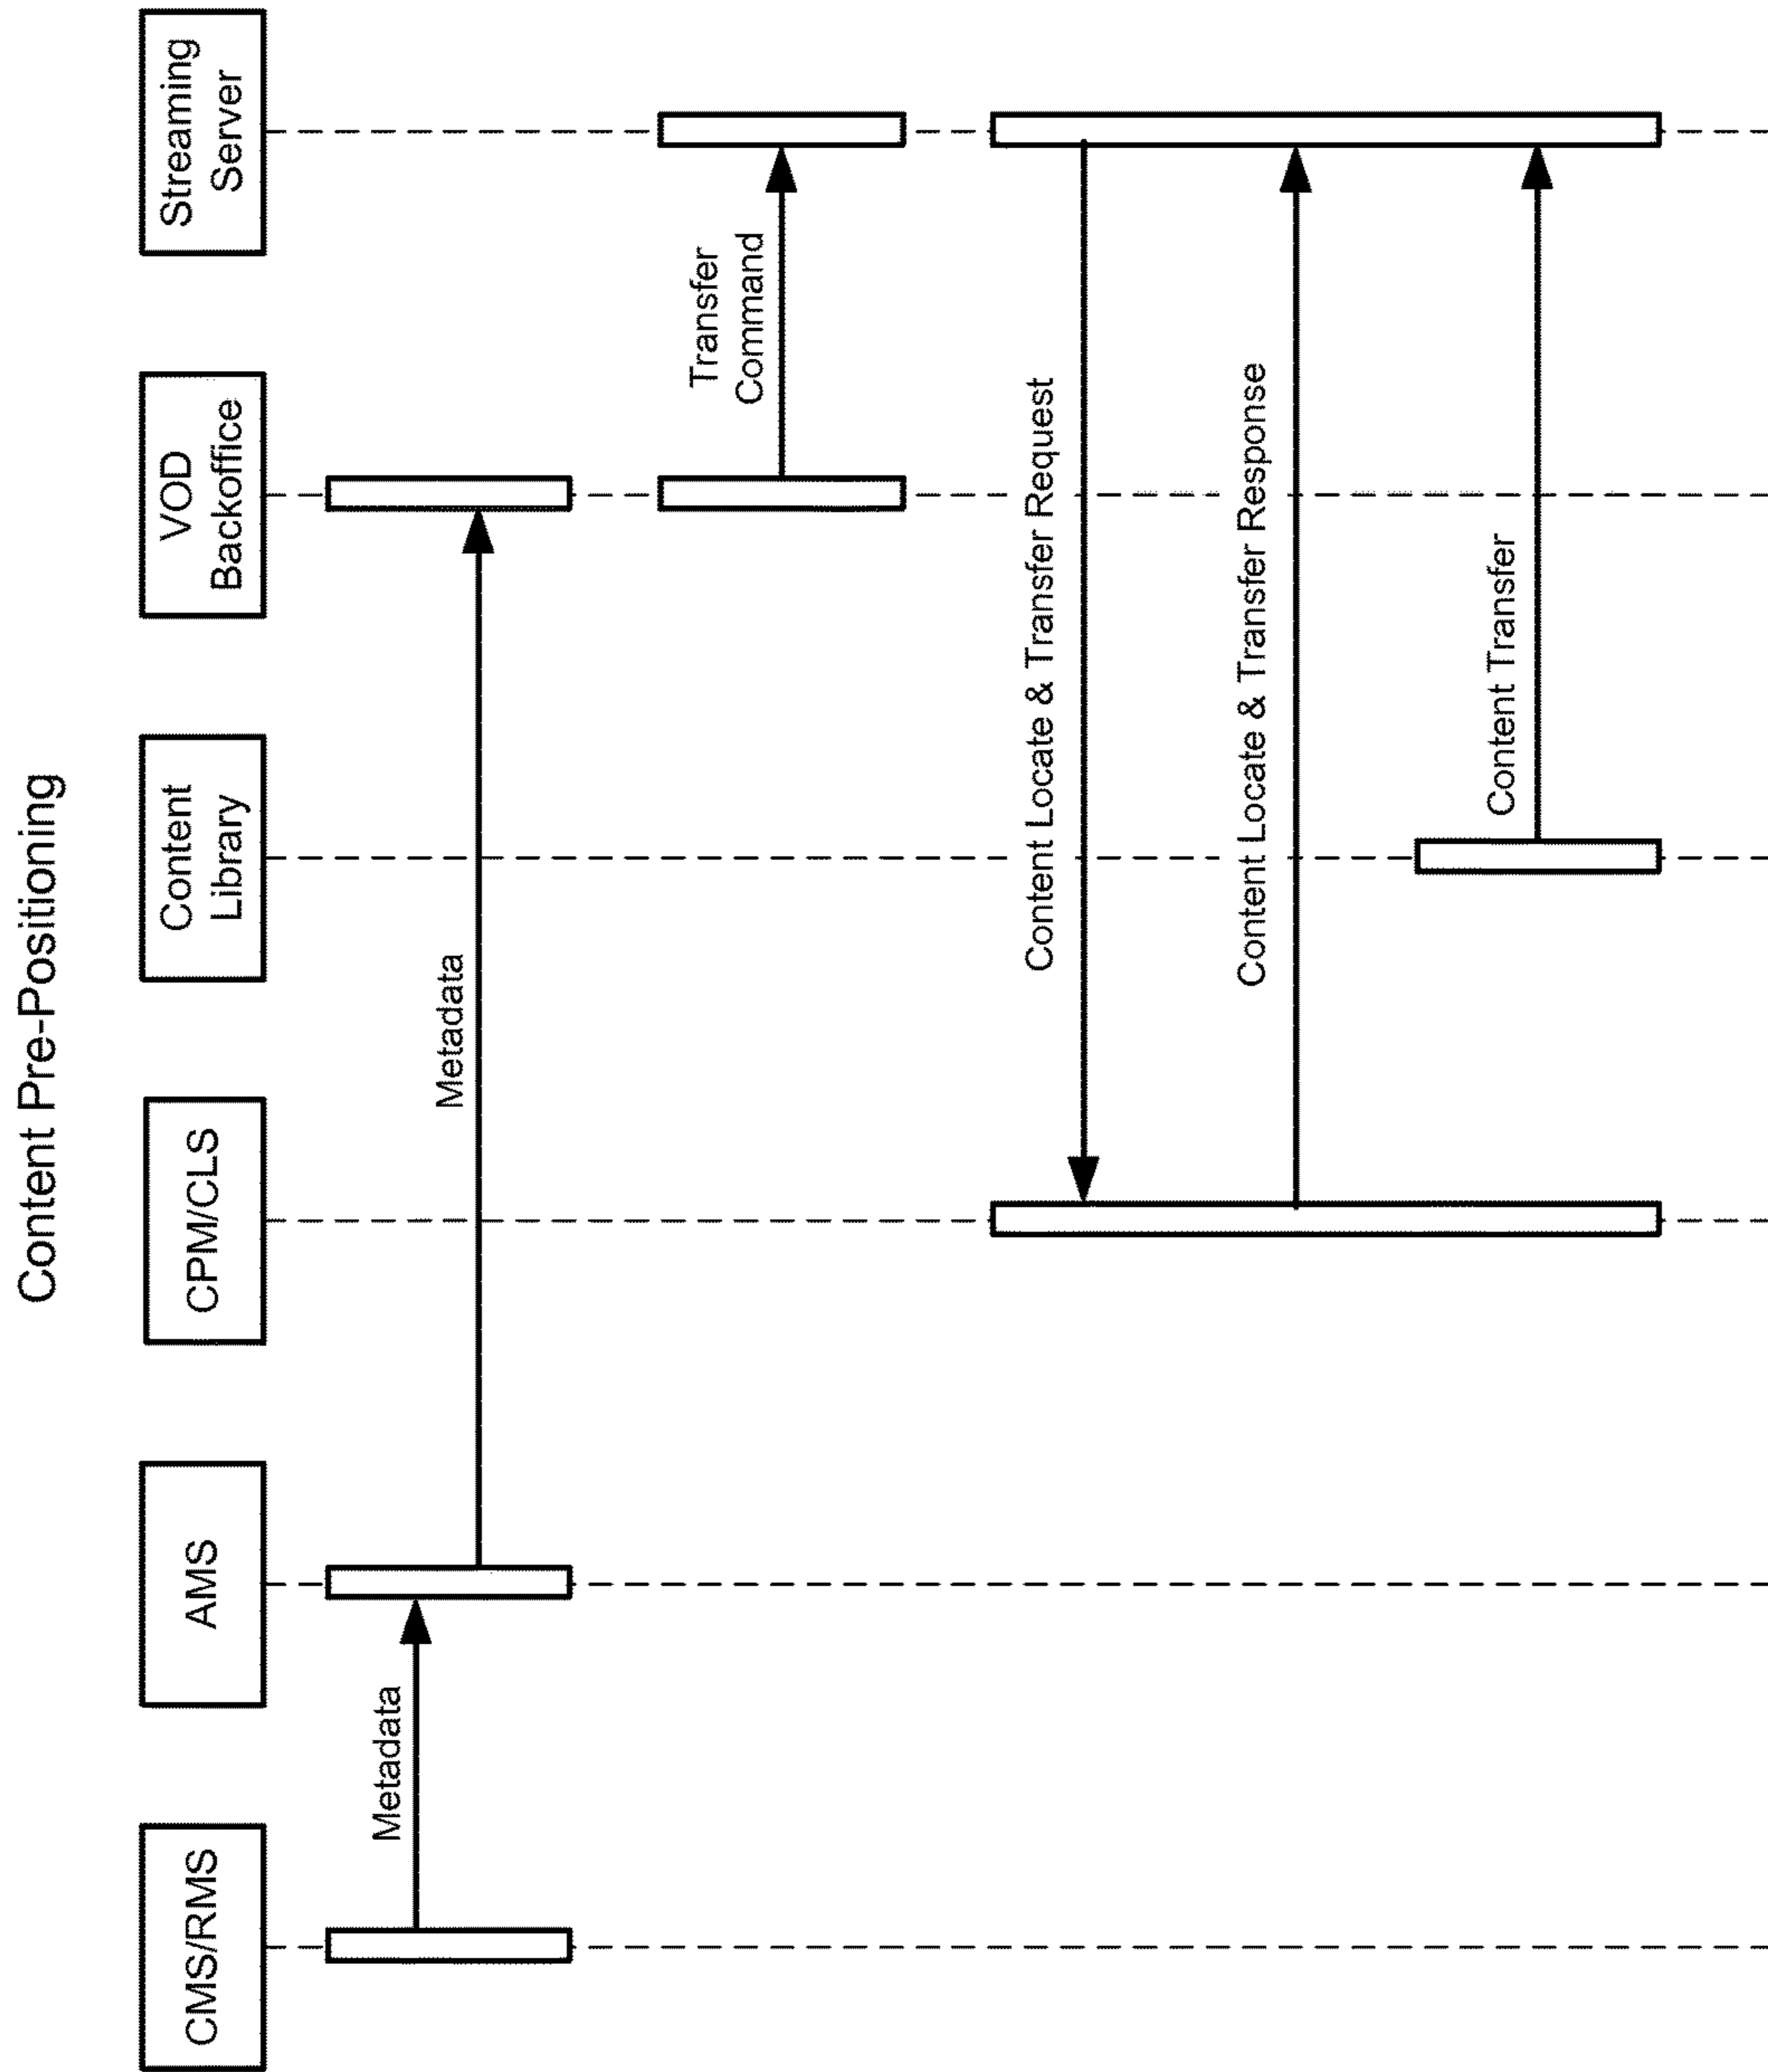 Content Pre-Positioning
CMS/RMS
AMS
CPM/CLS
Content
Library
VOD
Backoffice
Streaming
Server
Metadata
Metadata
Transfer
Command
Content Locate & Transfer Request
Content Locate & Transfer Response
Content Transfer